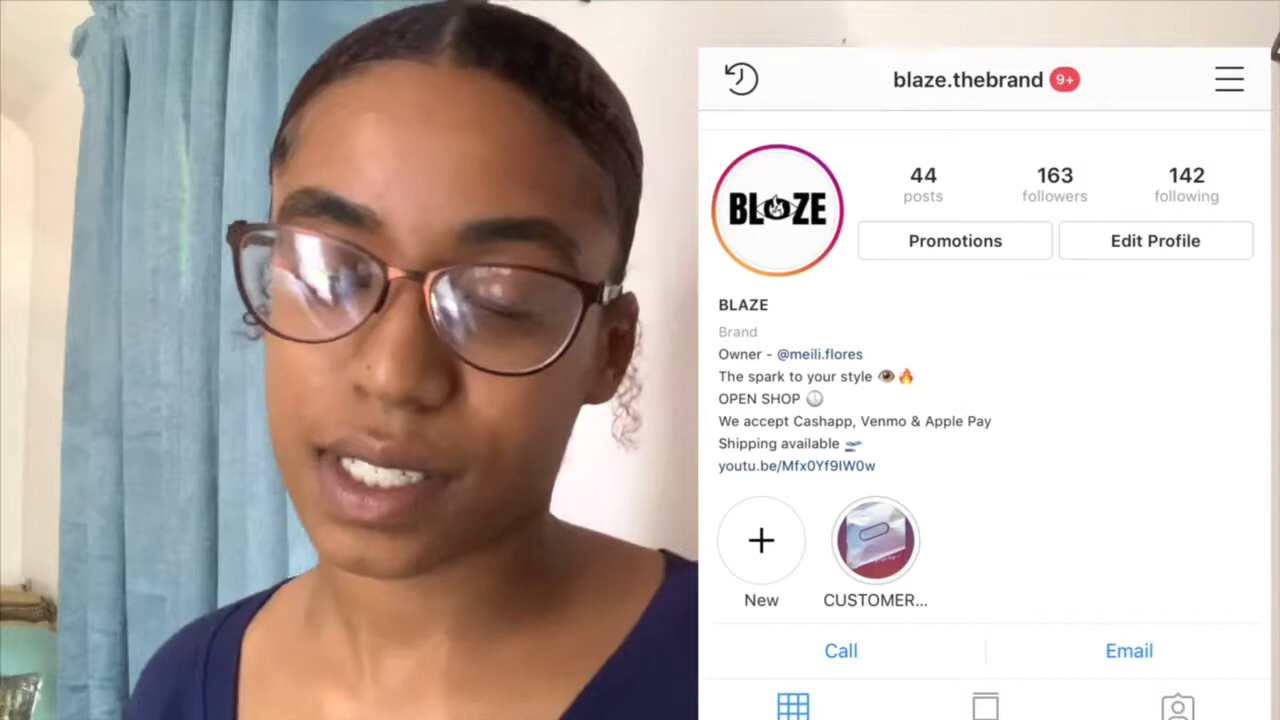 blaze.thebrand 9+
BLAZE
44 163 142
posts followers following
Promotions Edit Profile
BLAZE
Brand
Owner - @meili.flores
The spark to your style 👁🔥
OPEN SHOP
We accept Cashapp, Venmo & Apple Pay
Shipping available
youtu.be/Mfx0Yf9IW0w
New CUSTOMER...
Call Email